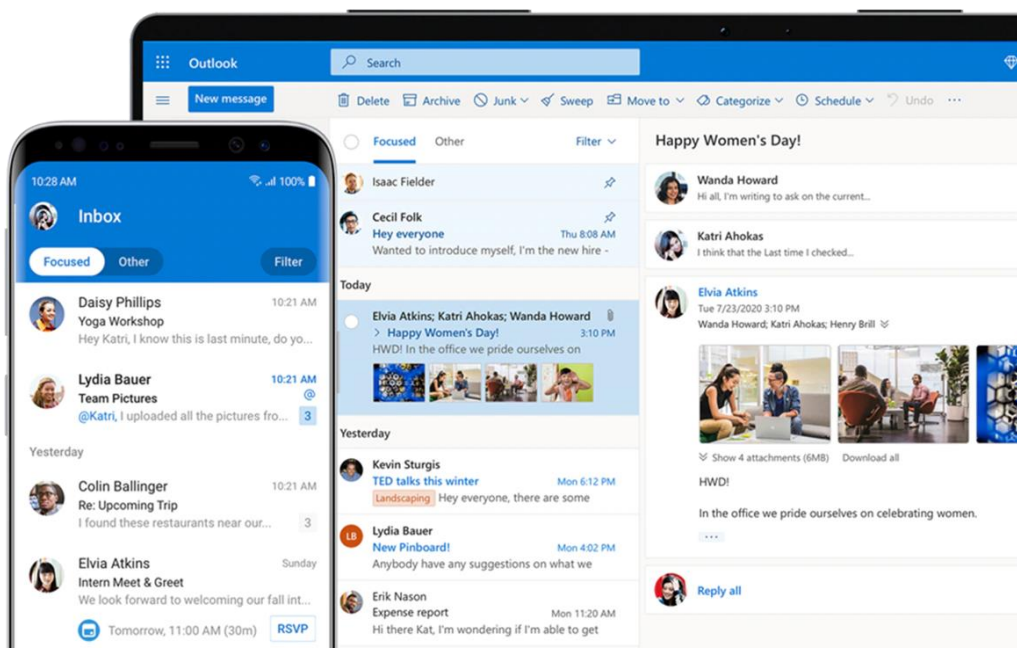 Outlook
Search
New message
Delete
Archive
Junk
Sweep
Move to
Categorize
Schedule
Undo
...
10:28 AM
100%
Inbox
Focused
Other
Filter
Daisy Phillips
10:21 AM
Yoga Workshop
Hey Katri, I know this is last minute, do yo...
Lydia Bauer
10:21 AM
Team Pictures
@
@Katri, I uploaded all the pictures fro...
3
Yesterday
Colin Ballinger
10:21 AM
Re: Upcoming Trip
I found these restaurants near our...
3
Elvia Atkins
Sunday
Intern Meet & Greet
We look forward to welcoming our fall int...
Tomorrow, 11:00 AM (30m)
RSVP
Focused
Other
Filter
Isaac Fielder
Cecil Folk
Hey everyone
Thu 8:08 AM
Wanted to introduce myself, I'm the new hire -
Today
Elvia Atkins; Katri Ahokas; Wanda Howard
> Happy Women's Day!
3:10 PM
HWD! In the office we pride ourselves on
Yesterday
Kevin Sturgis
TED talks this winter
Mon 6:12 PM
Landscaping Hey everyone, there are some
LB
Lydia Bauer
New Pinboard!
Mon 4:02 PM
Anybody have any suggestions on what we
Erik Nason
Expense report
Mon 11:20 AM
Hi there Kat, I'm wondering if I'm able to get
Happy Women's Day!
Wanda Howard
Hi all, I'm writing to ask on the current...
Katri Ahokas
I think that the Last time I checked...
Elvia Atkins
Tue 7/23/2020 3:10 PM
Wanda Howard; Katri Ahokas; Henry Brill
Show 4 attachments (6MB)
Download all
HWD!
In the office we pride ourselves on celebrating women.
...
Reply all